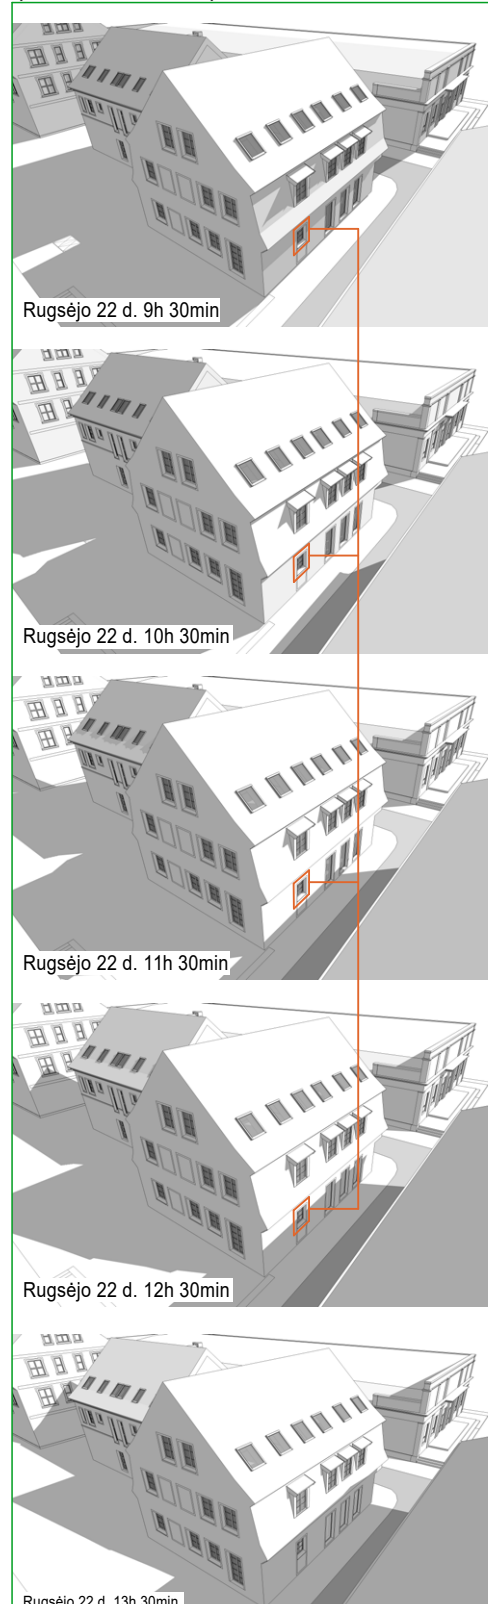 Rugsėjo 22 d. 9h 30min
Rugsėjo 22 d. 10h 30min
Rugsėjo 22 d. 11h 30min
Rugsėjo 22 d. 12h 30min
Rugsėjo 22 d. 13h 30min